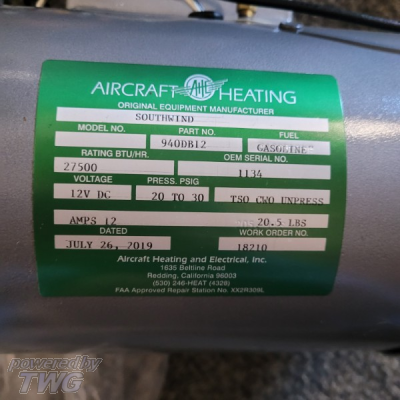 AIRCRAFT AHE HEATING
ORIGINAL EQUIPMENT MANUFACTURER
SOUTHWIND
MODEL NO. PART NO. FUEL
940DB12 GASOLINE
RATING BTU/HR. OEM SERIAL NO.
27500 1134
VOLTAGE PRESS. PSIG
12V DC 20 TO 30 TSO CWO UNPRESS
AMPS 12 20.5 LBS
DATED WORK ORDER NO.
JULY 26, 2019 18210
Aircraft Heating and Electrical, Inc.
1635 Beltline Road
Redding, California 96003
(530) 246-HEAT (4328)
FAA Approved Repair Station No. XX2R309L
powered by
TWG